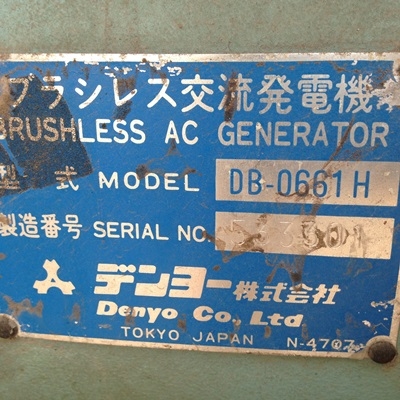 ブラシレス交流発電機
BRUSHLESS AC GENERATOR
型式 MODEL DB-0661H
製造番号 SERIAL NO.
デンヨー株式会社
Denyo Co., Ltd
TOKYO JAPAN N-4707